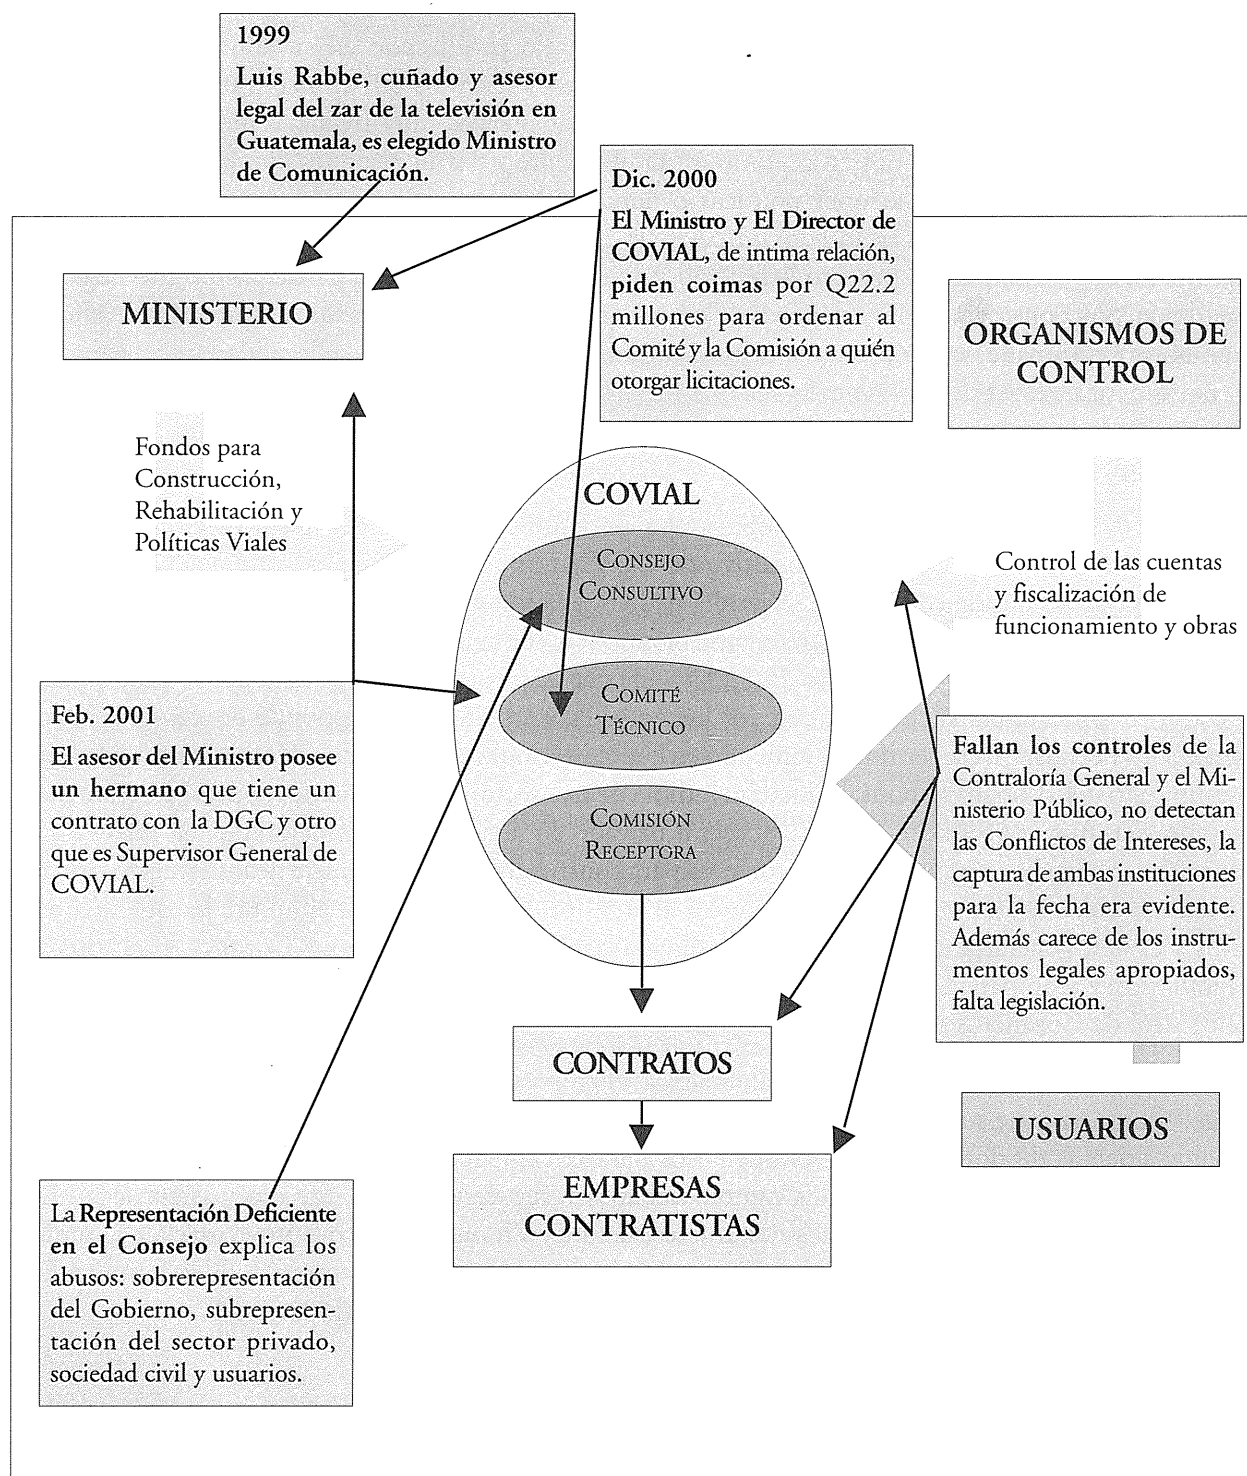 1999
Luis Rabbe, cuñado y asesor
legal del zar de la televisión en
Guatemala, es elegido Ministro
de Comunicación.
Dic. 2000
El Ministro y El Director de
COVIAL, de intima relación,
piden coimas por Q22.2
millones para ordenar al
Comité y la Comisión a quién
otorgar licitaciones.
MINISTERIO
ORGANISMOS DE
CONTROL
Fondos para
Construcción,
Rehabilitación y
Políticas Viales
COVIAL
CONSEJO
CONSULTIVO
COMITÉ
TÉCNICO
COMISIÓN
RECEPTORA
Control de las cuentas
y fiscalización de
funcionamiento y obras
Feb. 2001
El asesor del Ministro posee
un hermano que tiene un
contrato con la DGC y otro
que es Supervisor General de
COVIAL.
Fallan los controles de la
Contraloría General y el Mi-
nisterio Público, no detectan
las Conflictos de Intereses, la
captura de ambas instituciones
para la fecha era evidente.
Además carece de los instru-
mentos legales apropiados,
falta legislación.
CONTRATOS
USUARIOS
EMPRESAS
CONTRATISTAS
La Representación Deficiente
en el Consejo explica los
abusos: sobrerepresentación
del Gobierno, subrepresen-
tación del sector privado,
sociedad civil y usuarios.